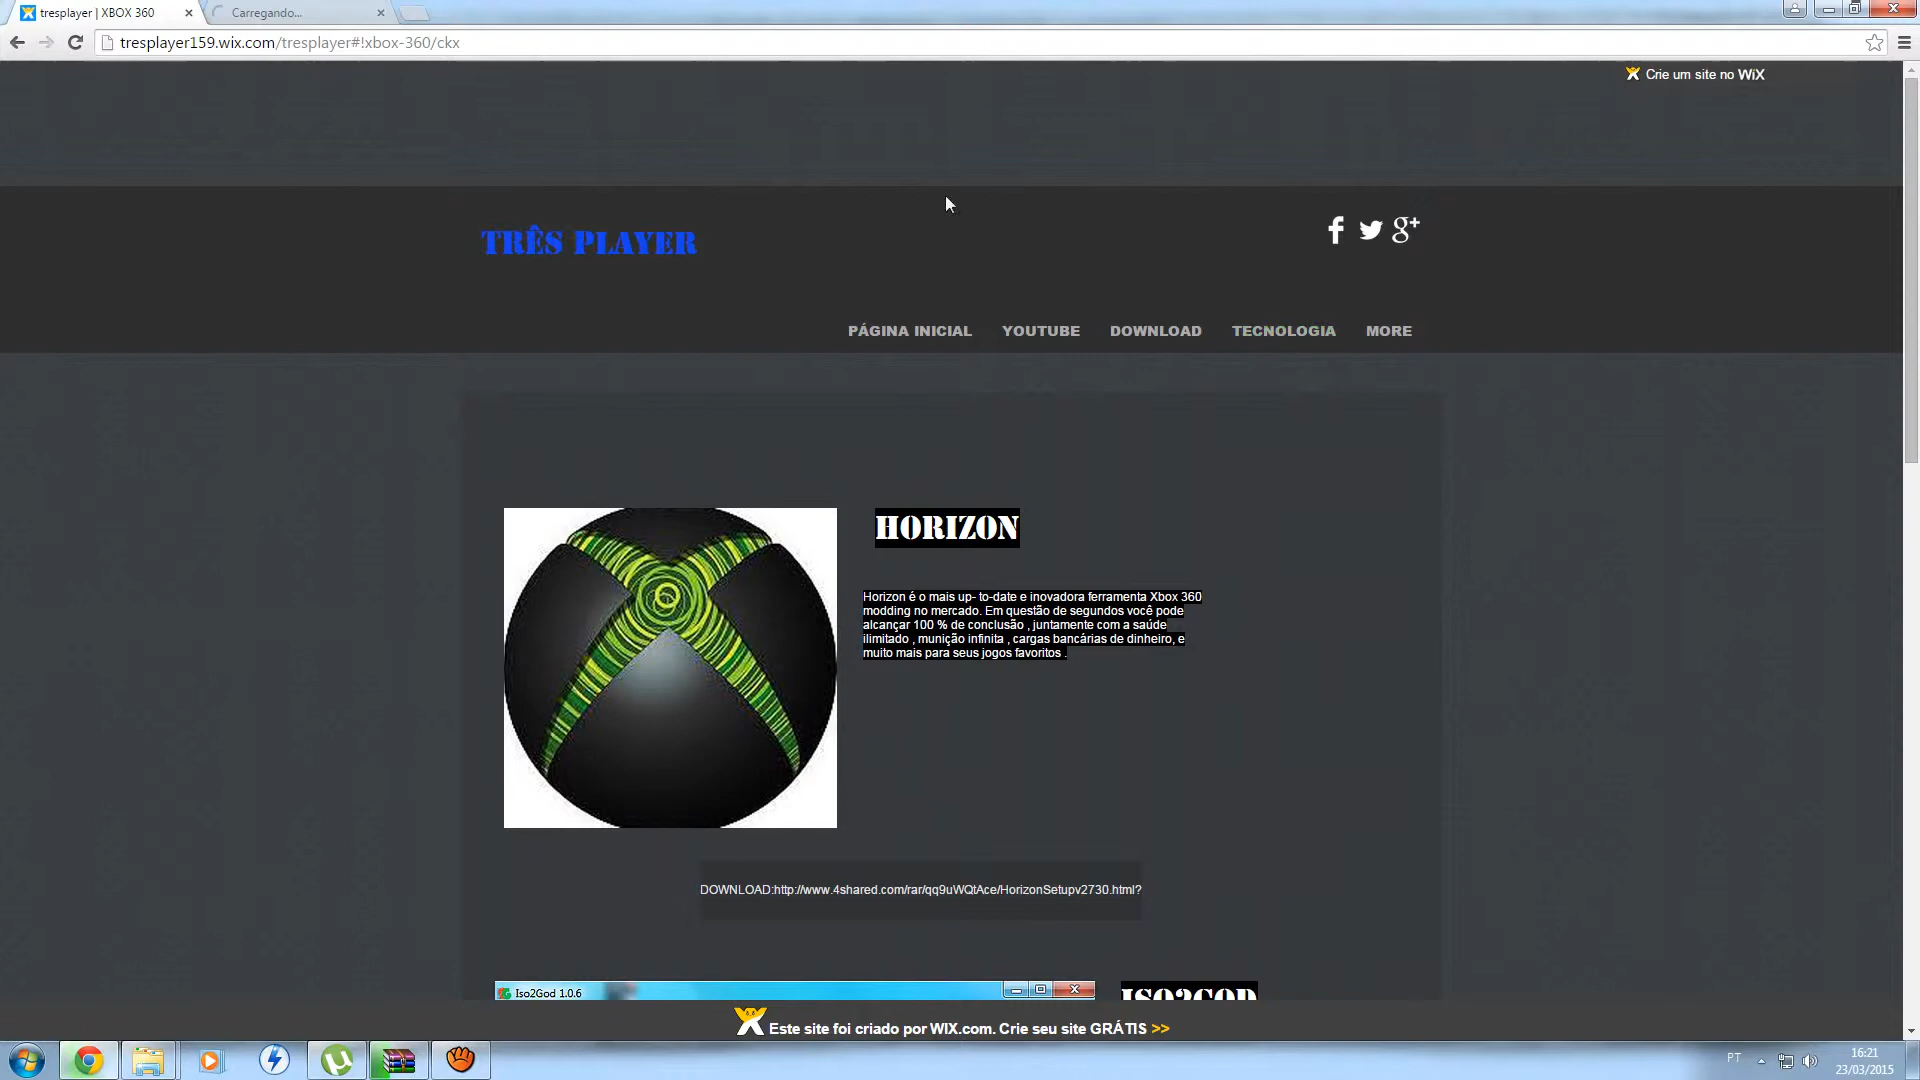 tresplayer | XBOX 360
Carregando...
tresplayer159.wix.com/tresplayer#!xbox-360/ckx
Crie um site no WiX
TRÊS PLAYER
f
g+
PÁGINA INICIAL YOUTUBE DOWNLOAD TECNOLOGIA MORE
HORIZON
Horizon é o mais up- to-date e inovadora ferramenta Xbox 360
modding no mercado. Em questão de segundos você pode
alcançar 100 % de conclusão , juntamente com a saúde
ilimitado , munição infinita , cargas bancárias de dinheiro, e
muito mais para seus jogos favoritos .
DOWNLOAD:http://www.4shared.com/rar/qq9uWQtAce/HorizonSetupv2730.html?
Iso2God 1.0.6
ISO2GOD
Este site foi criado por WIX.com. Crie seu site GRÁTIS >>
PT
16:21
23/03/2015